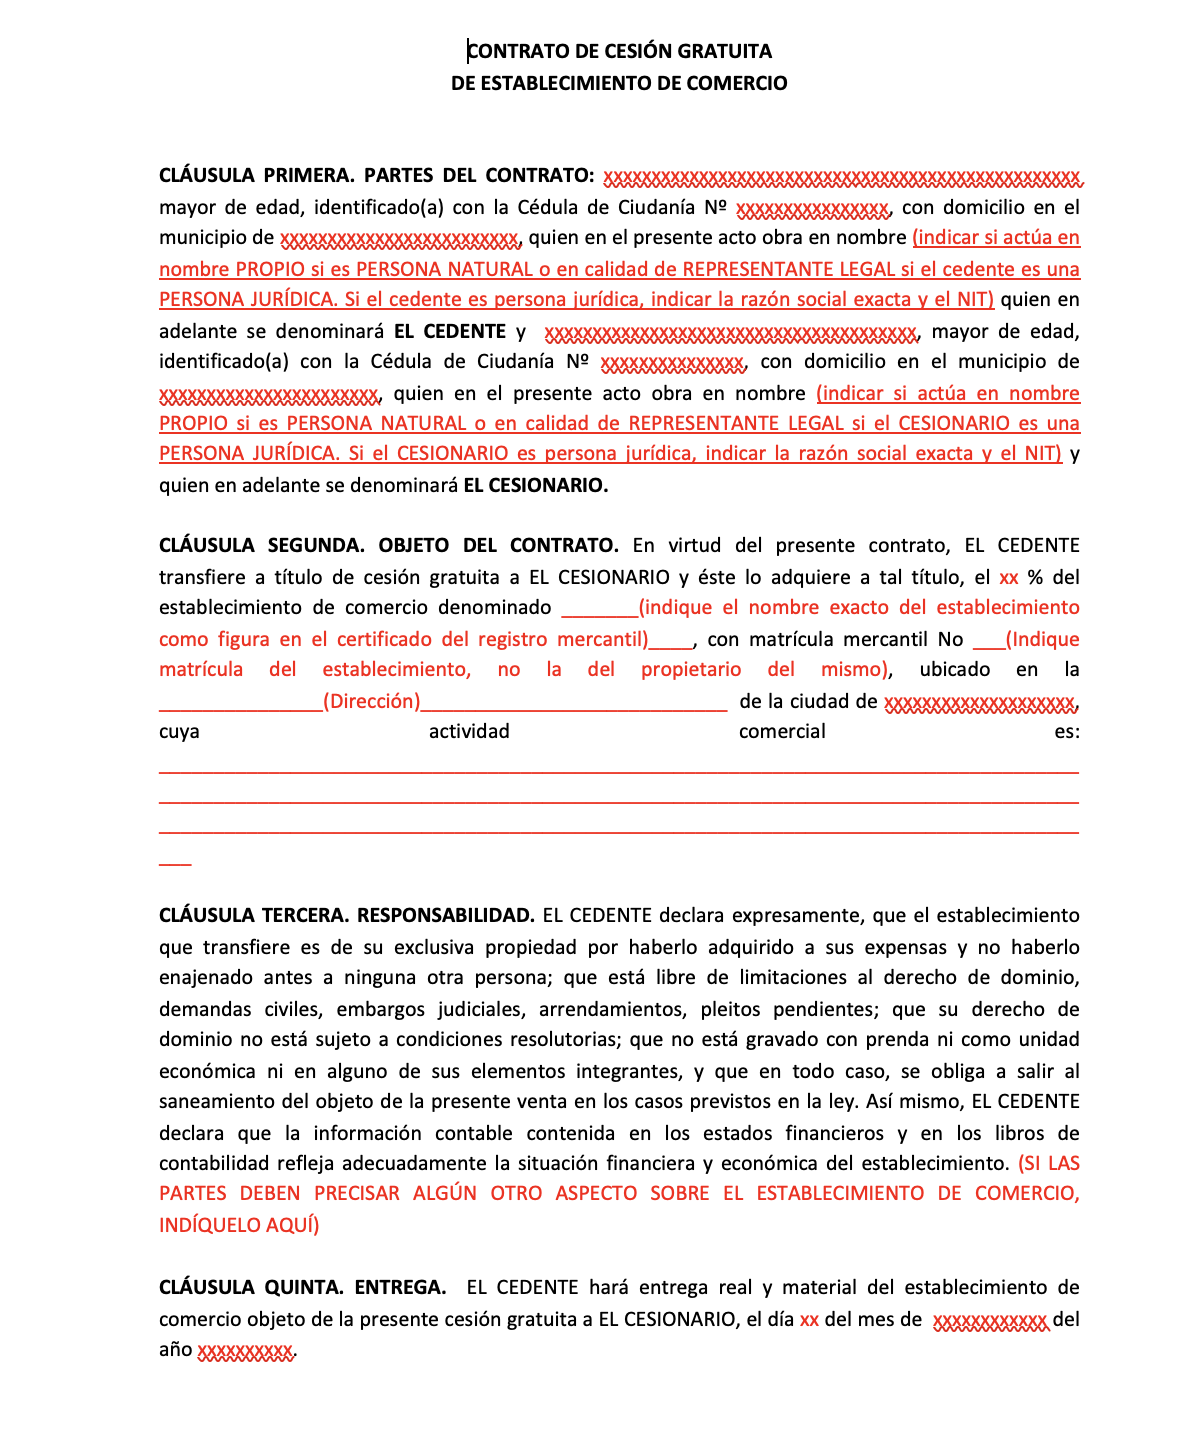 CONTRATO DE CESIÓN GRATUITA
DE ESTABLECIMIENTO DE COMERCIO
CLÁUSULA PRIMERA. PARTES DEL CONTRATO: xxxxxxxxxxxxxxxxxxxxxxxxxxxxxxxxxxxxxxxxxxxxxxxxxx,
mayor de edad, identificado(a) con la Cédula de Ciudanía Nº xxxxxxxxxxxxxxxx, con domicilio en el
municipio de xxxxxxxxxxxxxxxxxxxxxxxxx, quien en el presente acto obra en nombre (indicar si actúa en
nombre PROPIO si es PERSONA NATURAL o en calidad de REPRESENTANTE LEGAL si el cedente es una
PERSONA JURÍDICA. Si el cedente es persona jurídica, indicar la razón social exacta y el NIT) quien en
adelante se denominará EL CEDENTE y xxxxxxxxxxxxxxxxxxxxxxxxxxxxxxxxxxxxxxx, mayor de edad,
identificado(a) con la Cédula de Ciudanía Nº xxxxxxxxxxxxxxx, con domicilio en el municipio de
xxxxxxxxxxxxxxxxxxxxxxx, quien en el presente acto obra en nombre (indicar si actúa en nombre
PROPIO si es PERSONA NATURAL o en calidad de REPRESENTANTE LEGAL si el CESIONARIO es una
PERSONA JURÍDICA. Si el CESIONARIO es persona jurídica, indicar la razón social exacta y el NIT) y
quien en adelante se denominará EL CESIONARIO.
CLÁUSULA SEGUNDA. OBJETO DEL CONTRATO. En virtud del presente contrato, EL CEDENTE
transfiere a título de cesión gratuita a EL CESIONARIO y éste lo adquiere a tal título, el xx % del
establecimiento de comercio denominado _______(indique el nombre exacto del establecimiento
como figura en el certificado del registro mercantil)____, con matrícula mercantil No ___(Indique
matrícula del establecimiento, no la del propietario del mismo), ubicado en la
_______________(Dirección)____________________________ de la ciudad de xxxxxxxxxxxxxxxxxxxx,
cuya actividad comercial es:
____________________________________________________________________________________
____________________________________________________________________________________
____________________________________________________________________________________
___
CLÁUSULA TERCERA. RESPONSABILIDAD. EL CEDENTE declara expresamente, que el establecimiento
que transfiere es de su exclusiva propiedad por haberlo adquirido a sus expensas y no haberlo
enajenado antes a ninguna otra persona; que está libre de limitaciones al derecho de dominio,
demandas civiles, embargos judiciales, arrendamientos, pleitos pendientes; que su derecho de
dominio no está sujeto a condiciones resolutorias; que no está gravado con prenda ni como unidad
económica ni en alguno de sus elementos integrantes, y que en todo caso, se obliga a salir al
saneamiento del objeto de la presente venta en los casos previstos en la ley. Así mismo, EL CEDENTE
declara que la información contable contenida en los estados financieros y en los libros de
contabilidad refleja adecuadamente la situación financiera y económica del establecimiento. (SI LAS
PARTES DEBEN PRECISAR ALGÚN OTRO ASPECTO SOBRE EL ESTABLECIMIENTO DE COMERCIO,
INDÍQUELO AQUÍ)
CLÁUSULA QUINTA. ENTREGA. EL CEDENTE hará entrega real y material del establecimiento de
comercio objeto de la presente cesión gratuita a EL CESIONARIO, el día xx del mes de xxxxxxxxxxxx del
año xxxxxxxxxx.